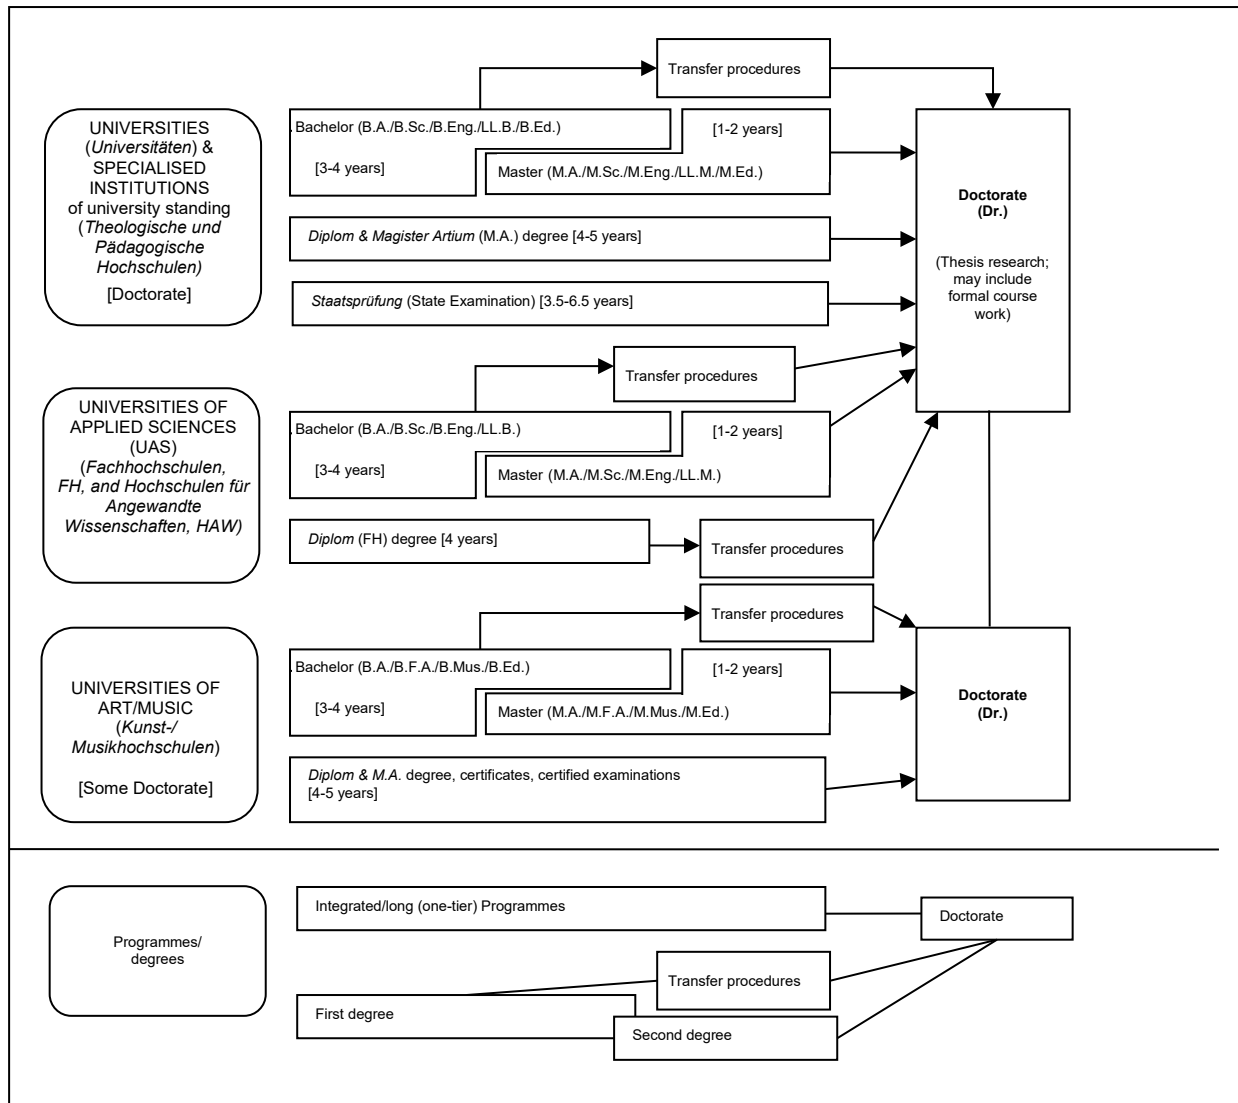 Transfer procedures
UNIVERSITIES
(Universitäten) &
SPECIALISED
INSTITUTIONS
of university standing
(Theologische und
Pädagogische
Hochschulen)
[Doctorate]
. Bachelor (B.A./B.Sc./B.Eng./LL.B./B.Ed.)
[1-2 years]
[3-4 years]
Master (M.A./M.Sc./M.Eng./LL.M./M.Ed.)
Diplom & Magister Artium (M.A.) degree [4-5 years]
Staatsprüfung (State Examination) [3.5-6.5 years]
Doctorate
(Dr.)
(Thesis research;
may include
formal course
work)
Transfer procedures
UNIVERSITIES OF
APPLIED SCIENCES
(UAS)
(Fachhochschulen,
FH, and Hochschulen für
Angewandte
Wissenschaften, HAW)
. Bachelor (B.A./B.Sc./B.Eng./LL.B.)
[1-2 years]
[3-4 years]
Master (M.A./M.Sc./M.Eng./LL.M.)
Diplom (FH) degree [4 years]
Transfer procedures
Transfer procedures
UNIVERSITIES OF
ART/MUSIC
(Kunst-/
Musikhochschulen)
[Some Doctorate]
. Bachelor (B.A./B.F.A./B.Mus./B.Ed.)
[1-2 years]
[3-4 years]
Master (M.A./M.F.A./M.Mus./M.Ed.)
Diplom & M.A. degree, certificates, certified examinations
[4-5 years]
Doctorate
(Dr.)
Programmes/
degrees
Integrated/long (one-tier) Programmes
Doctorate
Transfer procedures
First degree
Second degree